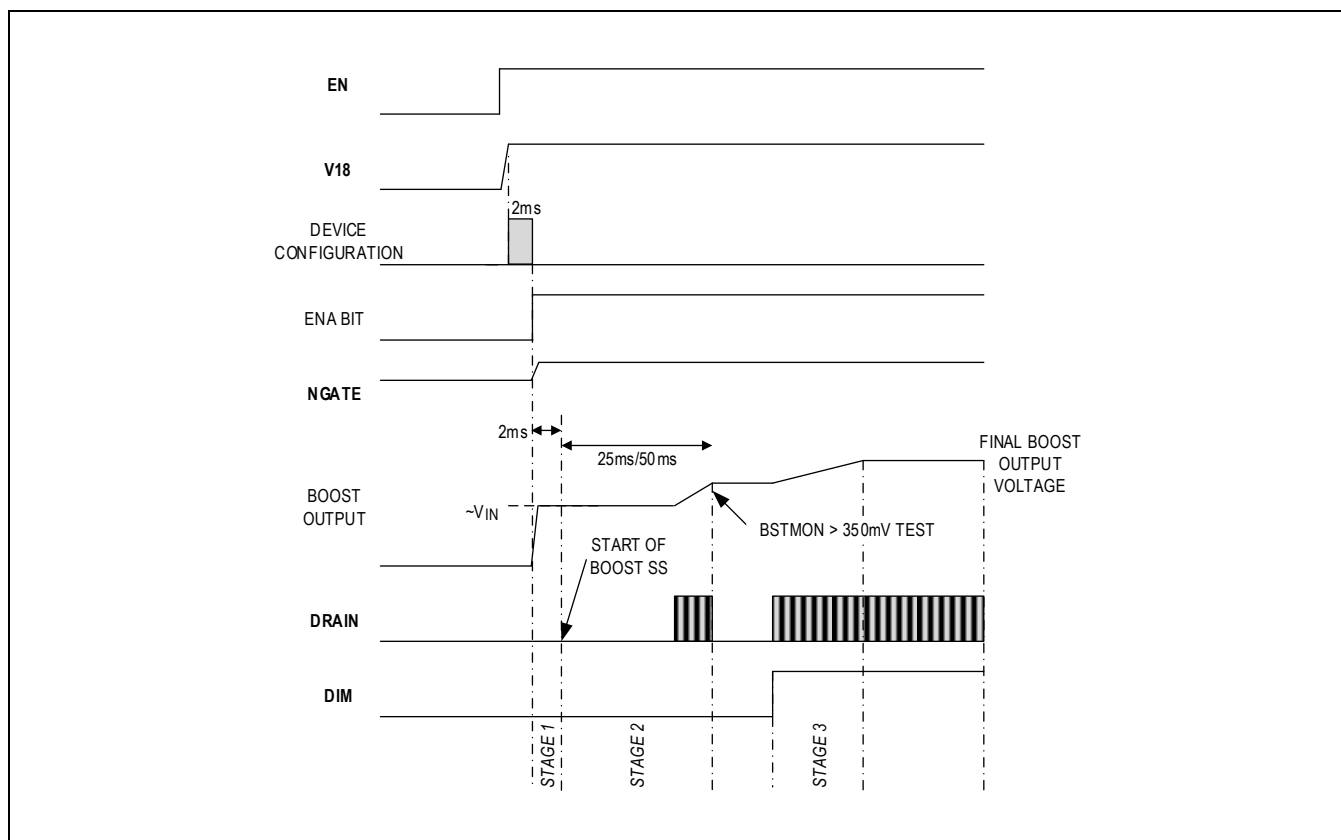 EN
V18
2ms
DEVICE
CONFIGURATION
ENA BIT
NGATE
2ms
25ms/50ms
FINAL BOOST
OUTPUT
VOLTAGE
BOOST
OUTPUT
~VIN
BSTMON > 350mV TEST
START OF
BOOST SS
DRAIN
DIM
STAGE 1
STAGE 2
STAGE 3